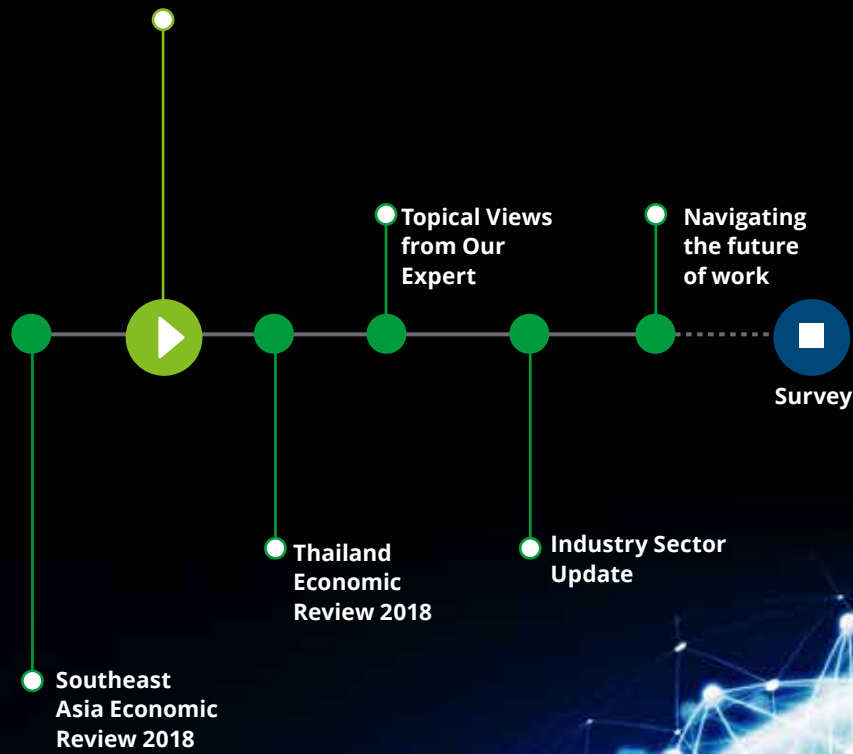 Topical Views
from Our
Expert
Navigating
the future
of work
Survey
Thailand
Economic
Review 2018
Industry Sector
Update
Southeast
Asia Economic
Review 2018